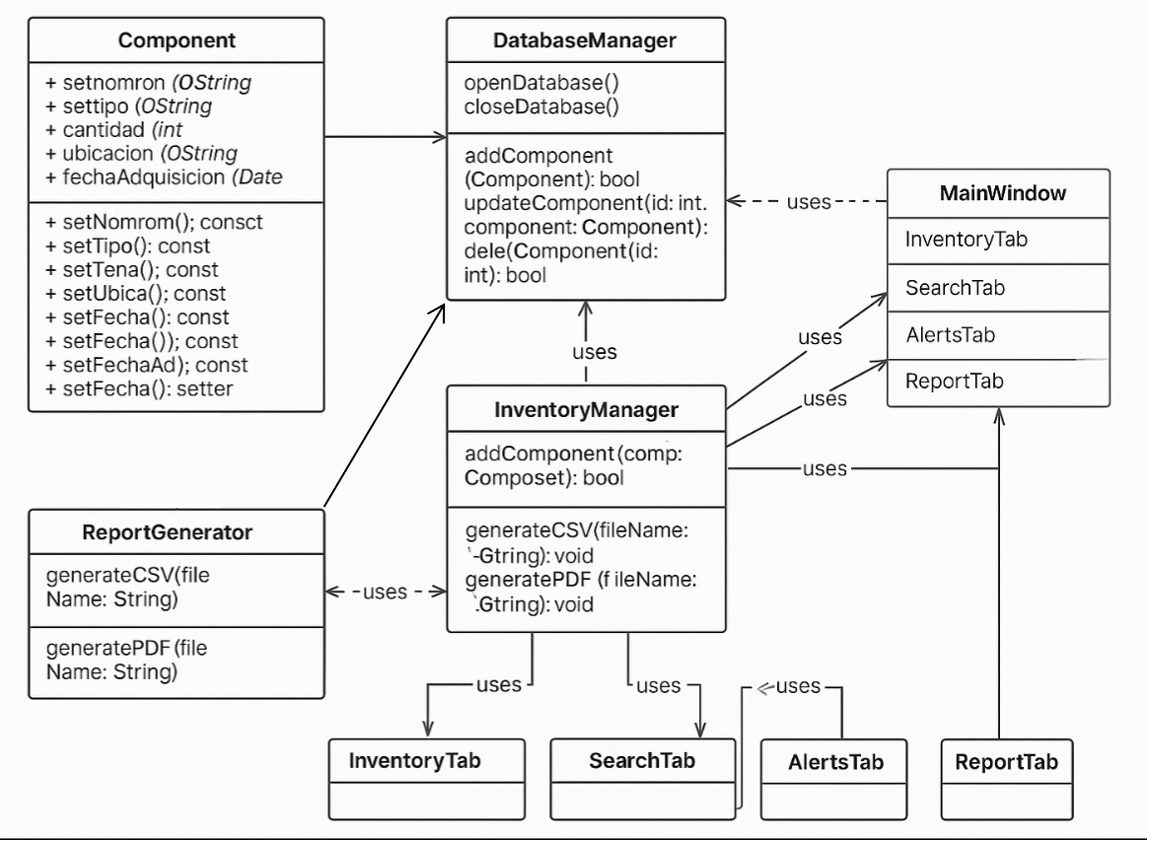 Component
+ setnomron (OString
+ settipo (OString
+ cantidad (int
+ ubicacion (OString
+ fechaAdquisicion (Date
+ setNomrom(); consct
+ setTipo(): const
+ setTena(); const
+ setUbica(); const
+ setFecha(): const
+ setFecha()); const
+ setFechaAd); const
+ setFecha(): setter
DatabaseManager
openDatabase()
closeDatabase()
addComponent
(Component): bool
updateComponent(id: int.
component: Component):
dele(Component(id:
int): bool
uses
MainWindow
InventoryTab
SearchTab
AlertsTab
ReportTab
uses
uses
uses
uses
InventoryManager
addComponent(comp:
Composet): bool
generateCSV(fileName:
`-Gtring): void
generatePDF (f ileName:
`.Gtring): void
ReportGenerator
generateCSV(file
Name: String)
generatePDF(file
Name: String)
uses
uses
uses
uses
InventoryTab
SearchTab
AlertsTab
ReportTab